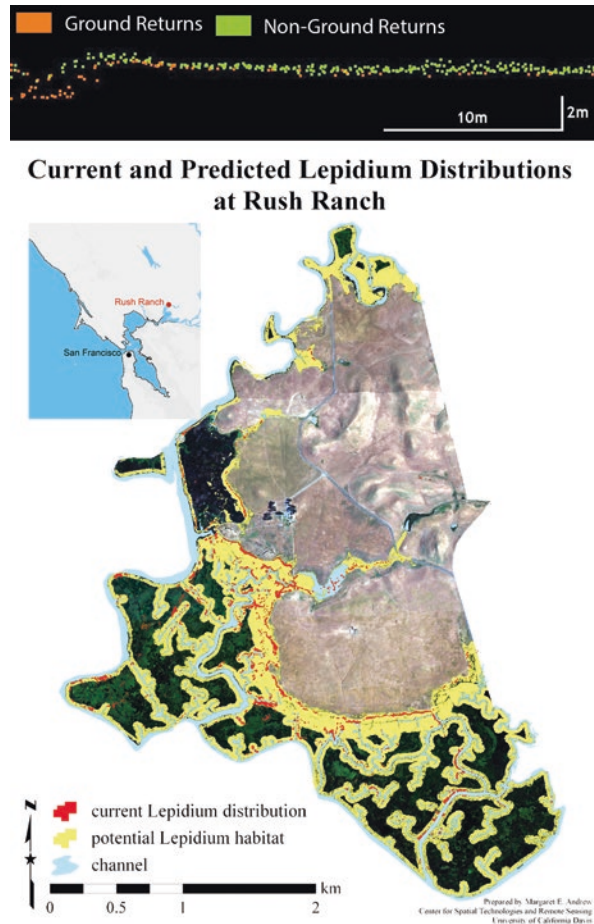 Ground Returns Non-Ground Returns
10m
2m
Current and Predicted Lepidium Distributions
at Rush Ranch
Rush Ranch
San Francisco
N
current Lepidium distribution
potential Lepidium habitat
channel
km
0 0.5 1 2
Prepared by Margaret E. Andrew
Center for Spatial Technologies and Remote Sensing
University of California Davis